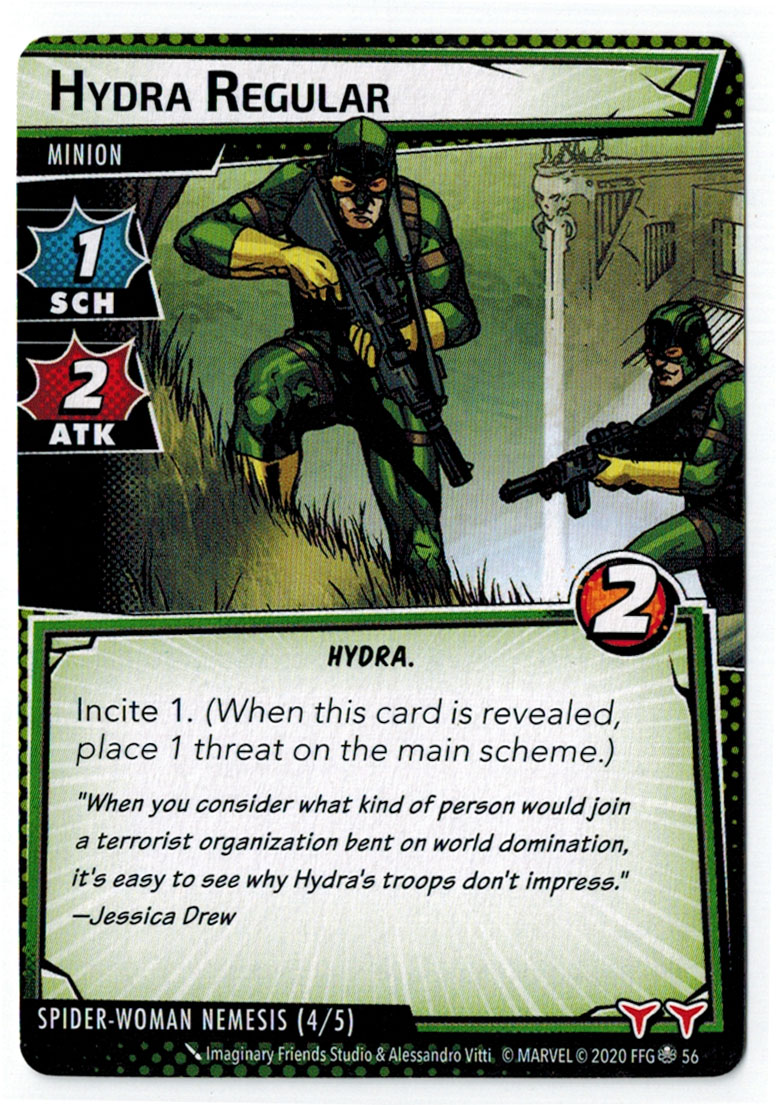 HYDRA REGULAR
MINION
1
SCH
2
ATK
2
HYDRA.
Incite 1. (When this card is revealed,
place 1 threat on the main scheme.)
"When you consider what kind of person would join
a terrorist organization bent on world domination,
it's easy to see why Hydra's troops don't impress."
—Jessica Drew
SPIDER-WOMAN NEMESIS (4/5)
Imaginary Friends Studio & Alessandro Vitti © MARVEL © 2020 FFG 56